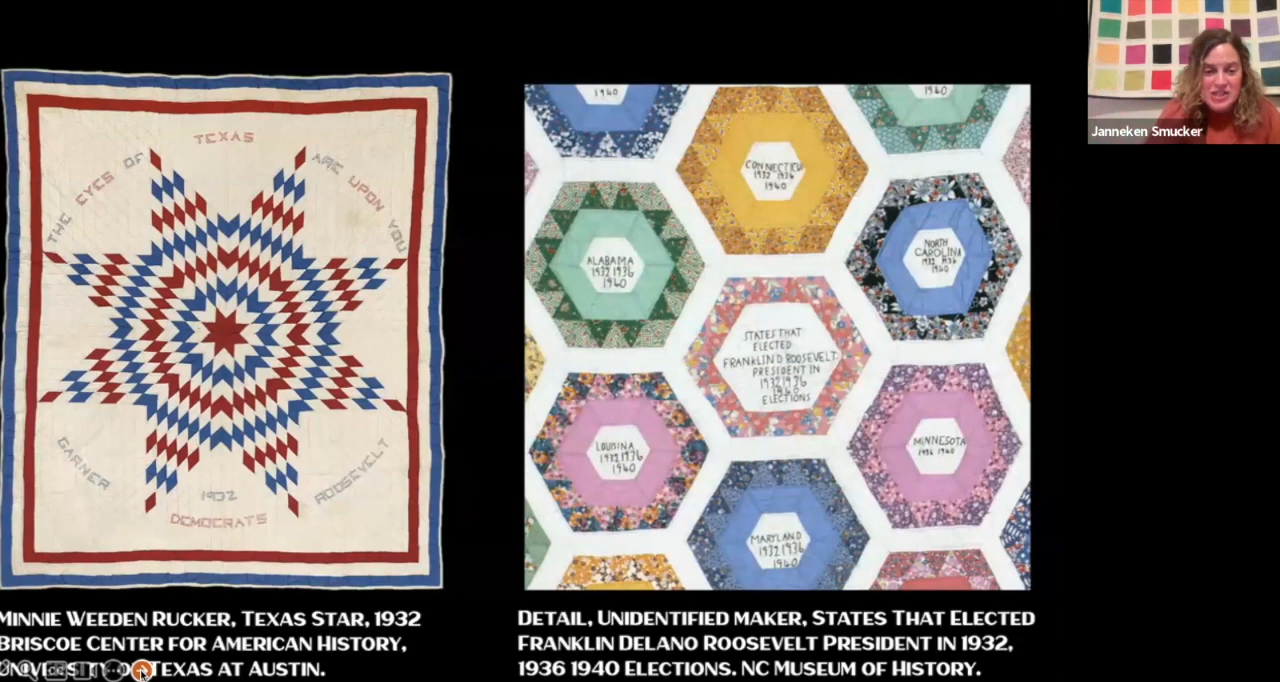 Janneken Smucker
TEXAS
THE EYES OF
ARE UPON YOU
GARNER
1932
ROOSEVELT
DEMOCRATS
1940
1940
CONNECTICU
1932 1936
1940
ALABAMA
1932 1936
1940
NORTH
CAROLINA
1932 1936
1940
STATES THAT
ELECTED
FRANKLIN D ROOSEVELT
PRESIDENT IN
1932 1936
1940
ELECTIONS
LOUISINA
1932 1936
1940
MINNESOTA
1936 1940
MARYLAND
1932 1936
1940
MINNIE WEEDEN RUCKER, TEXAS STAR, 1932
BRISCOE CENTER FOR AMERICAN HISTORY,
TEXAS AT AUSTIN.
DETAIL, UNIDENTIFIED MAKER, STATES THAT ELECTED
FRANKLIN DELANO ROOSEVELT PRESIDENT IN 1932,
1936 1940 ELECTIONS. NC MUSEUM OF HISTORY.